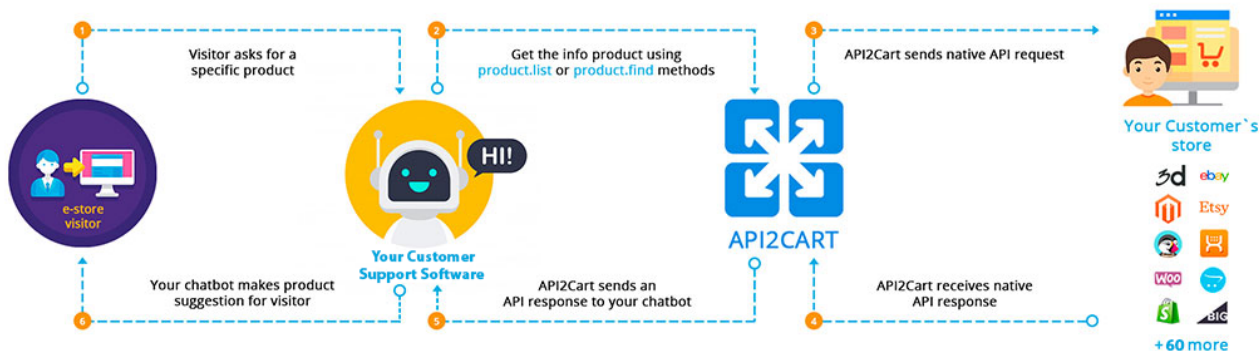 1
Visitor asks for a
specific product
2
Get the info product using
product.list or product.find methods
3
API2Cart sends native API request
HI!
e-store
visitor
Your Customer
Support Software
API2CART
Your Customer`s
store
3d
ebay
Etsy
WOO
BIG
+60 more
Your chatbot makes product
suggestion for visitor
6
API2Cart sends an
API response to your chatbot
5
API2Cart receives native
API response
4